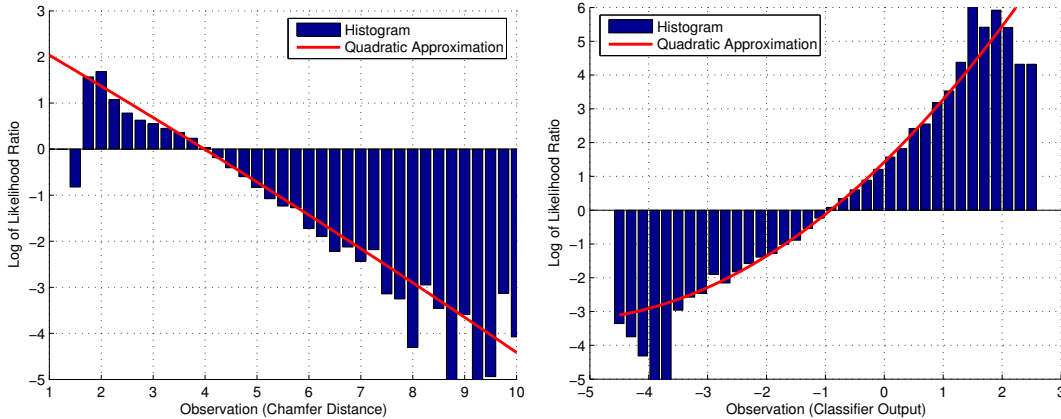 Histogram
Quadratic Approximation
Log of Likelihood Ratio
3
2
1
0
−1
−2
−3
−4
−5
1 2 3 4 5 6 7 8 9 10
Observation (Chamfer Distance)
Histogram
Quadratic Approximation
Log of Likelihood Ratio
6
5
4
3
2
1
0
−1
−2
−3
−4
−5
−5 −4 −3 −2 −1 0 1 2 3
Observation (Classifier Output)